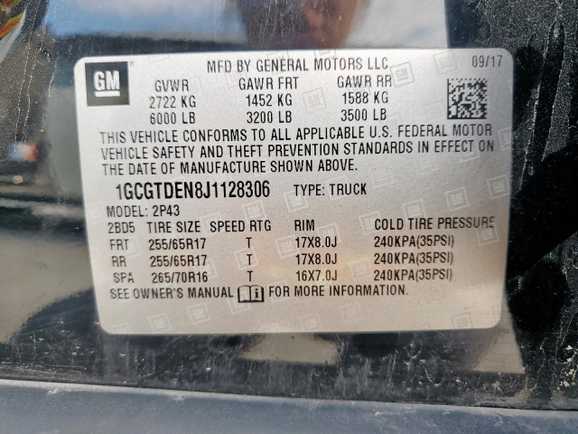 GM
MFD BY GENERAL MOTORS LLC
09/17
GVWR GAWR FRT GAWR RR
2722 KG 1452 KG 1588 KG
6000 LB 3200 LB 3500 LB
THIS VEHICLE CONFORMS TO ALL APPLICABLE U.S. FEDERAL MOTOR
VEHICLE SAFETY AND THEFT PREVENTION STANDARDS IN EFFECT ON
THE DATE OF MANUFACTURE SHOWN ABOVE.
1GCGTDEN8J1128306 TYPE: TRUCK
MODEL: 2P43
2BD5 TIRE SIZE SPEED RTG RIM COLD TIRE PRESSURE
FRT 255/65R17 T 17X8.0J 240KPA(35PSI)
RR 255/65R17 T 17X8.0J 240KPA(35PSI)
SPA 265/70R16 T 16X7.0J 240KPA(35PSI)
SEE OWNER'S MANUAL FOR MORE INFORMATION